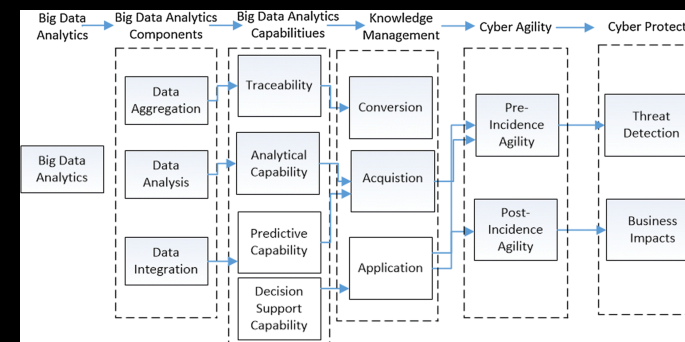 Big Data
Analytics
Big Data Analytics
Components
Big Data Analytics
Capabilitiues
Knowledge
Management
Cyber Agility
Cyber Protect
Big Data
Analytics
Data
Aggregation
Data
Analysis
Data
Integration
Traceability
Analytical
Capability
Predictive
Capability
Decision
Support
Capability
Conversion
Acquistion
Application
Pre-
Incidence
Agility
Post-
Incidence
Agility
Threat
Detection
Business
Impacts